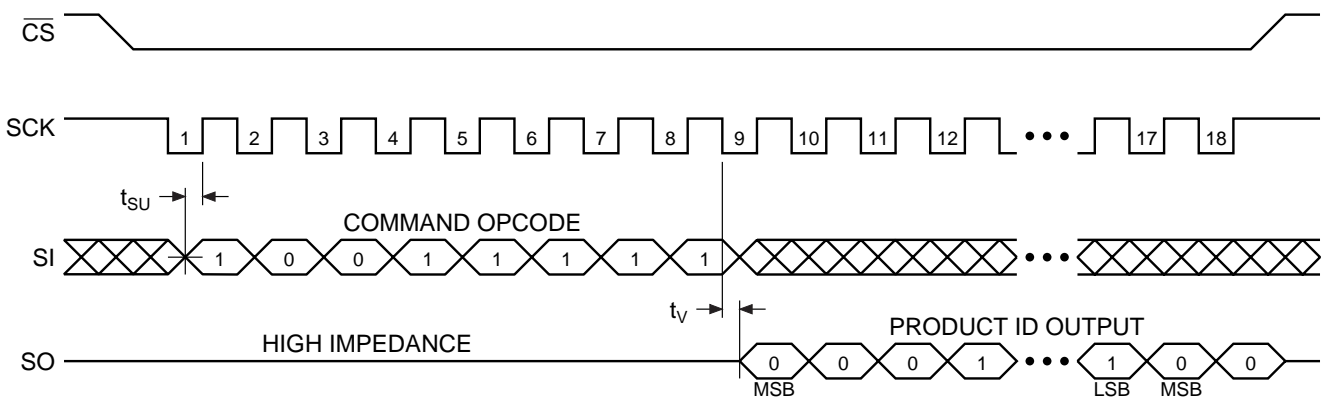 CS
SCK 1 2 3 4 5 6 7 8 9 10 11 12 ••• 17 18
tSU
COMMAND OPCODE
SI 1 0 0 1 1 1 1 1 •••
tV
HIGH IMPEDANCE PRODUCT ID OUTPUT
SO 0 0 0 1 ••• 1 0 0
MSB LSB MSB